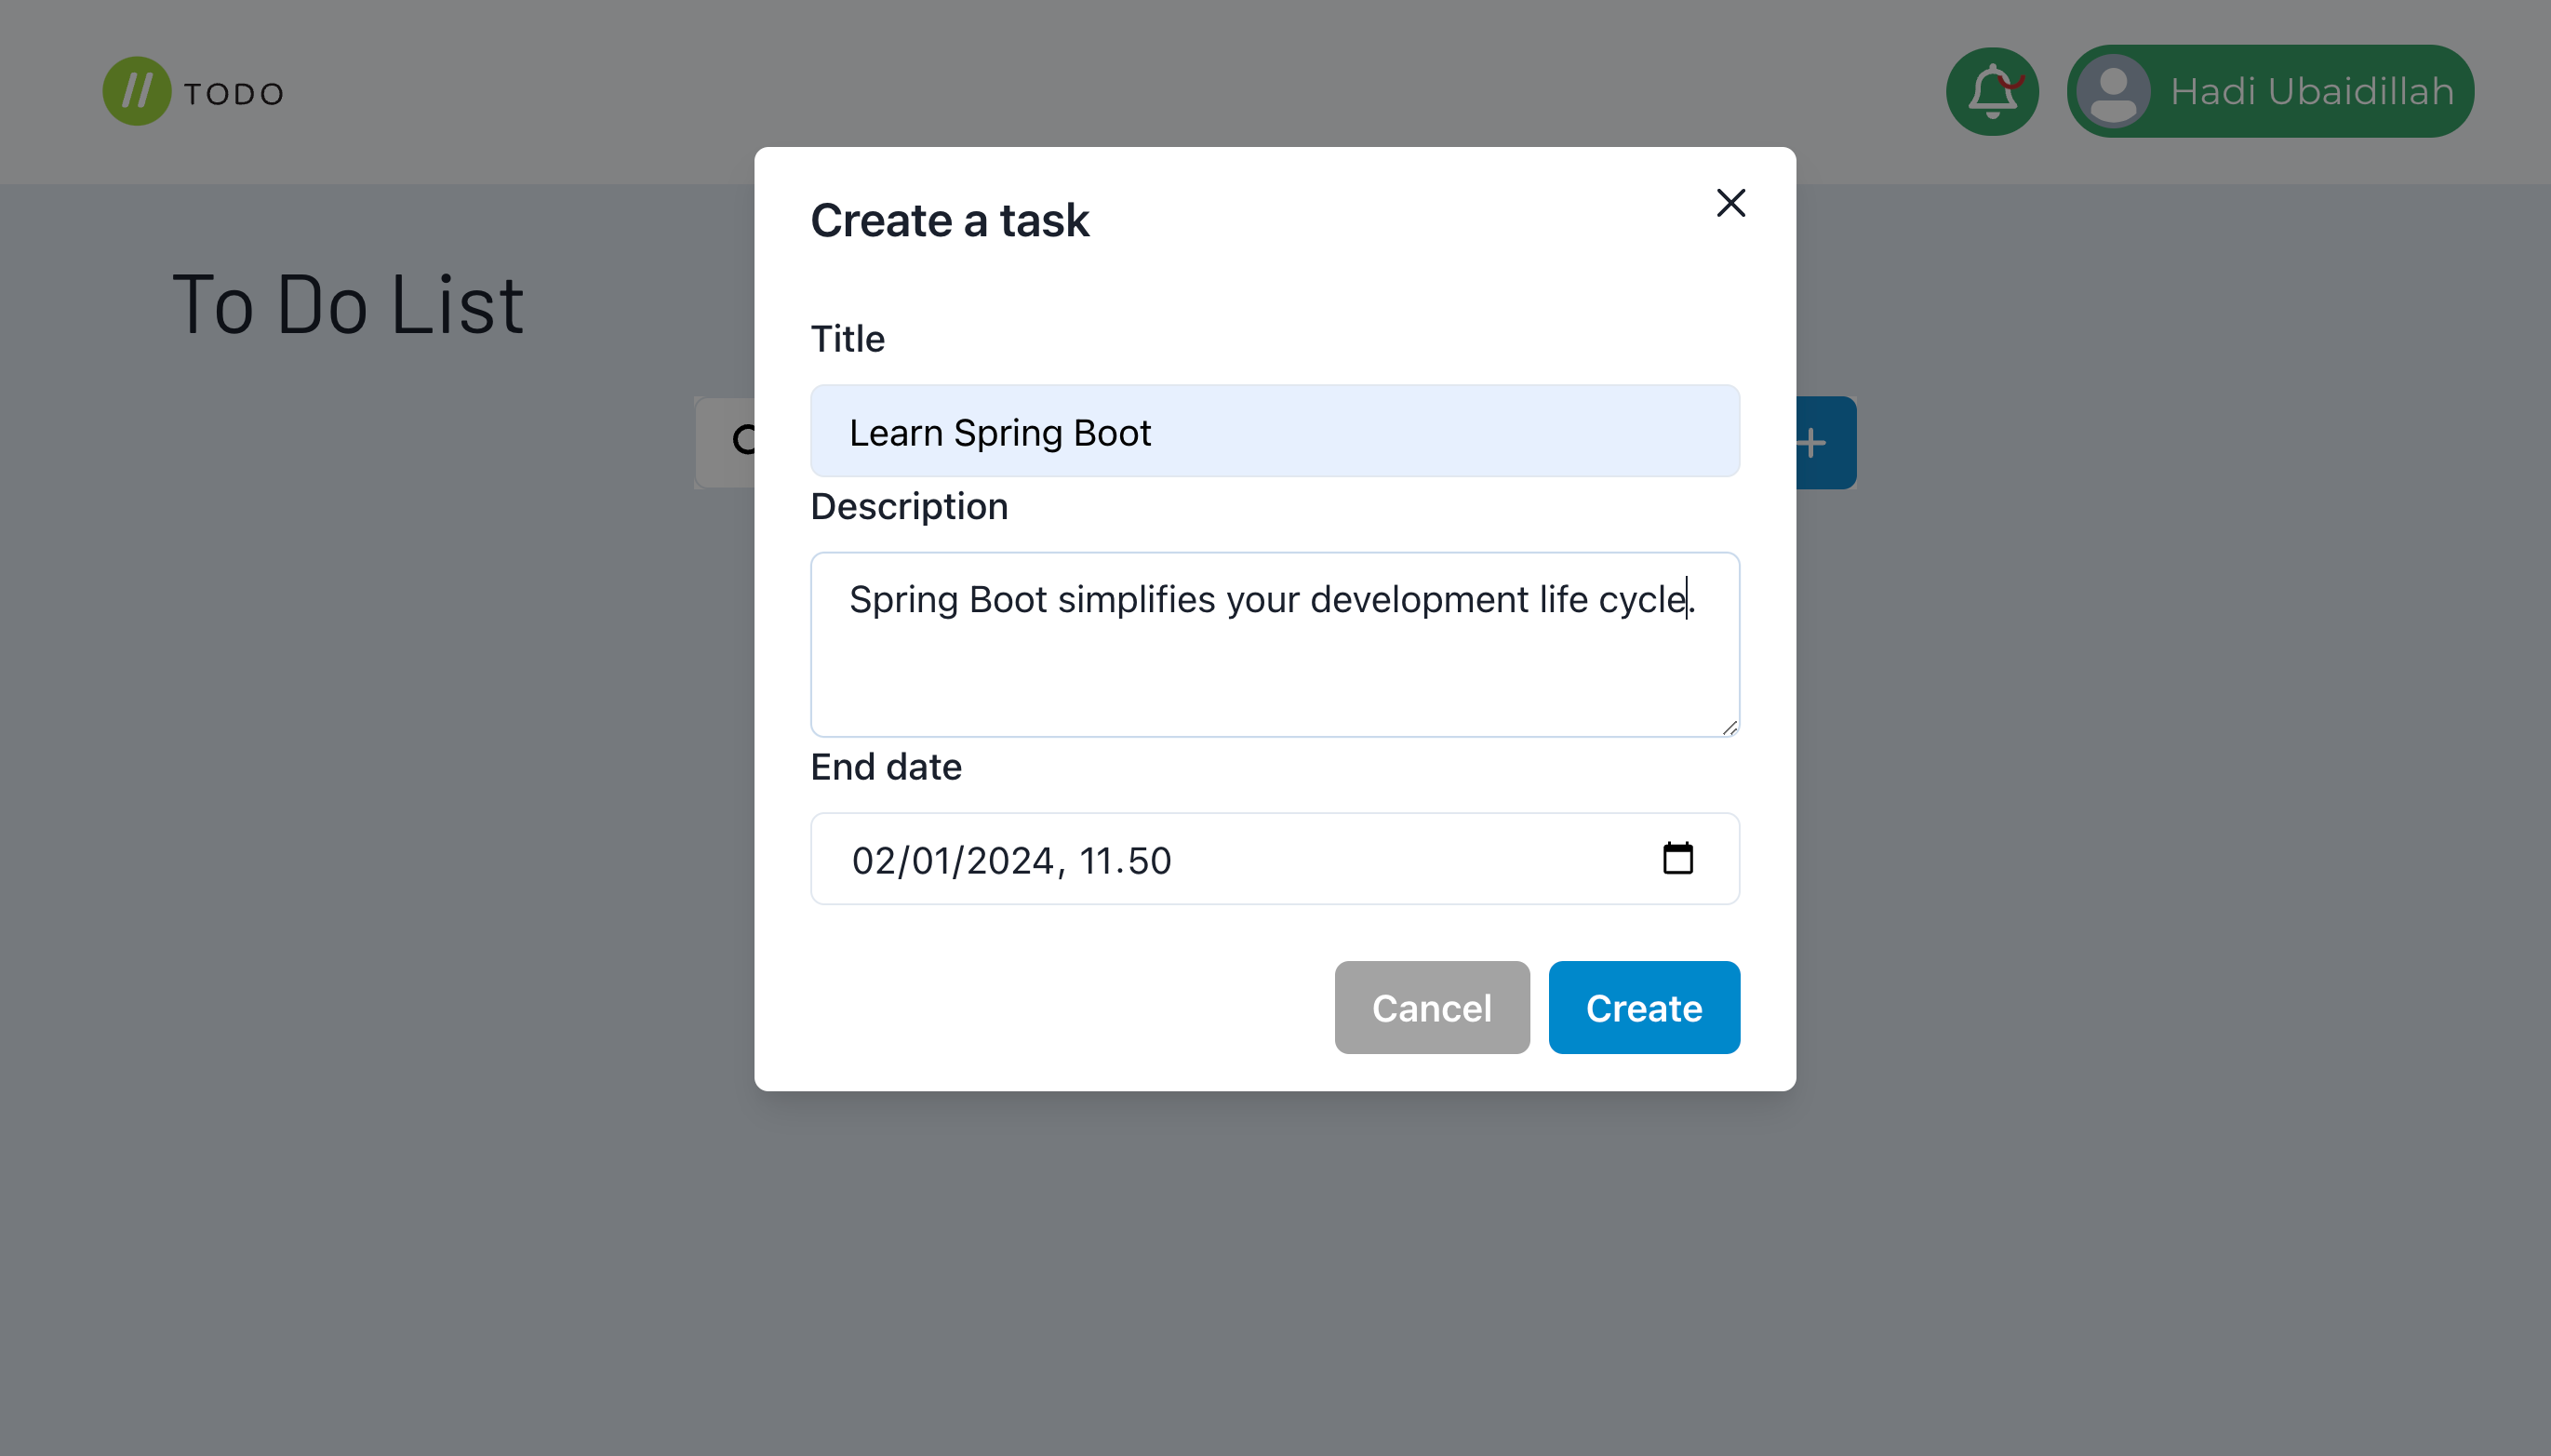 TODO
Hadi Ubaidillah
To Do List
Create a task
Title
Learn Spring Boot
Description
Spring Boot simplifies your development life cycle.
End date
02/01/2024, 11.50
Cancel
Create